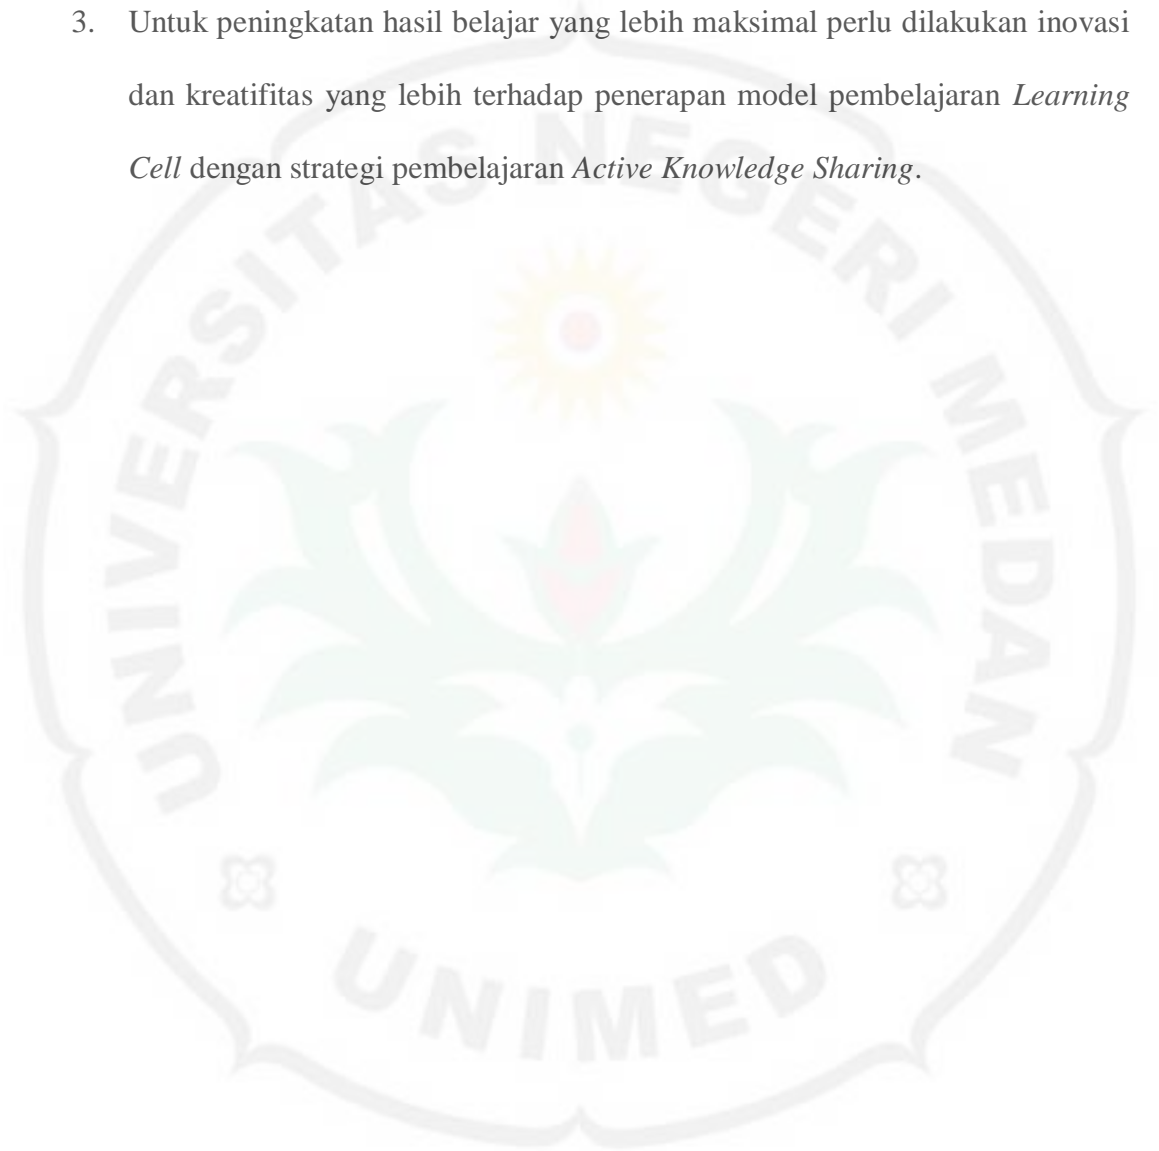 3. Untuk peningkatan hasil belajar yang lebih maksimal perlu dilakukan inovasi
dan kreatifitas yang lebih terhadap penerapan model pembelajaran Learning
Cell dengan strategi pembelajaran Active Knowledge Sharing.
UNIVERSITAS NEGERI MEDAN
UNIMED